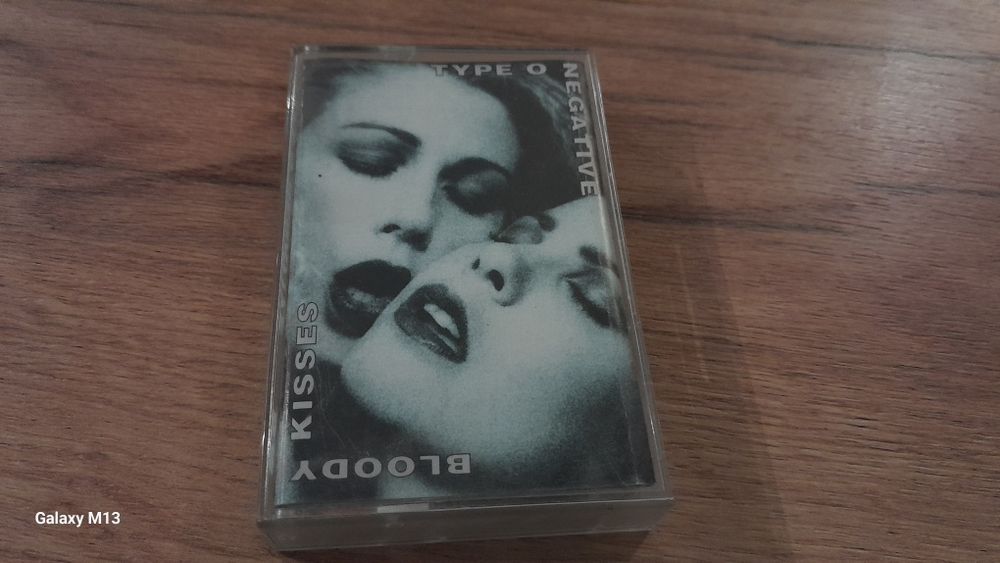 TYPE O
NEGATIVE
BLOODY
KISSES
Galaxy M13